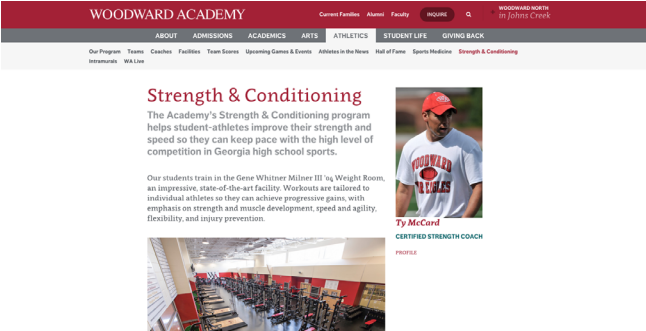 WOODWARD ACADEMY
Current Families Alumni Faculty INQUIRE
WOODWARD NORTH
in Johns Creek
ABOUT ADMISSIONS ACADEMICS ARTS ATHLETICS STUDENT LIFE GIVING BACK
Our Program Teams Coaches Facilities Team Scores Upcoming Games & Events Athletes in the News Hall of Fame Sports Medicine Strength & Conditioning
Intramurals WA Live
Strength & Conditioning
The Academy's Strength & Conditioning program
helps student-athletes improve their strength and
speed so they can keep pace with the high level of
competition in Georgia high school sports.
Our students train in the Gene Whitner Milner III '04 Weight Room,
an impressive, state-of-the-art facility. Workouts are tailored to
individual athletes so they can achieve progressive gains, with
emphasis on strength and muscle development, speed and agility,
flexibility, and injury prevention.
WOODWARD
WAR EAGLES
Ty McCard
CERTIFIED STRENGTH COACH
PROFILE